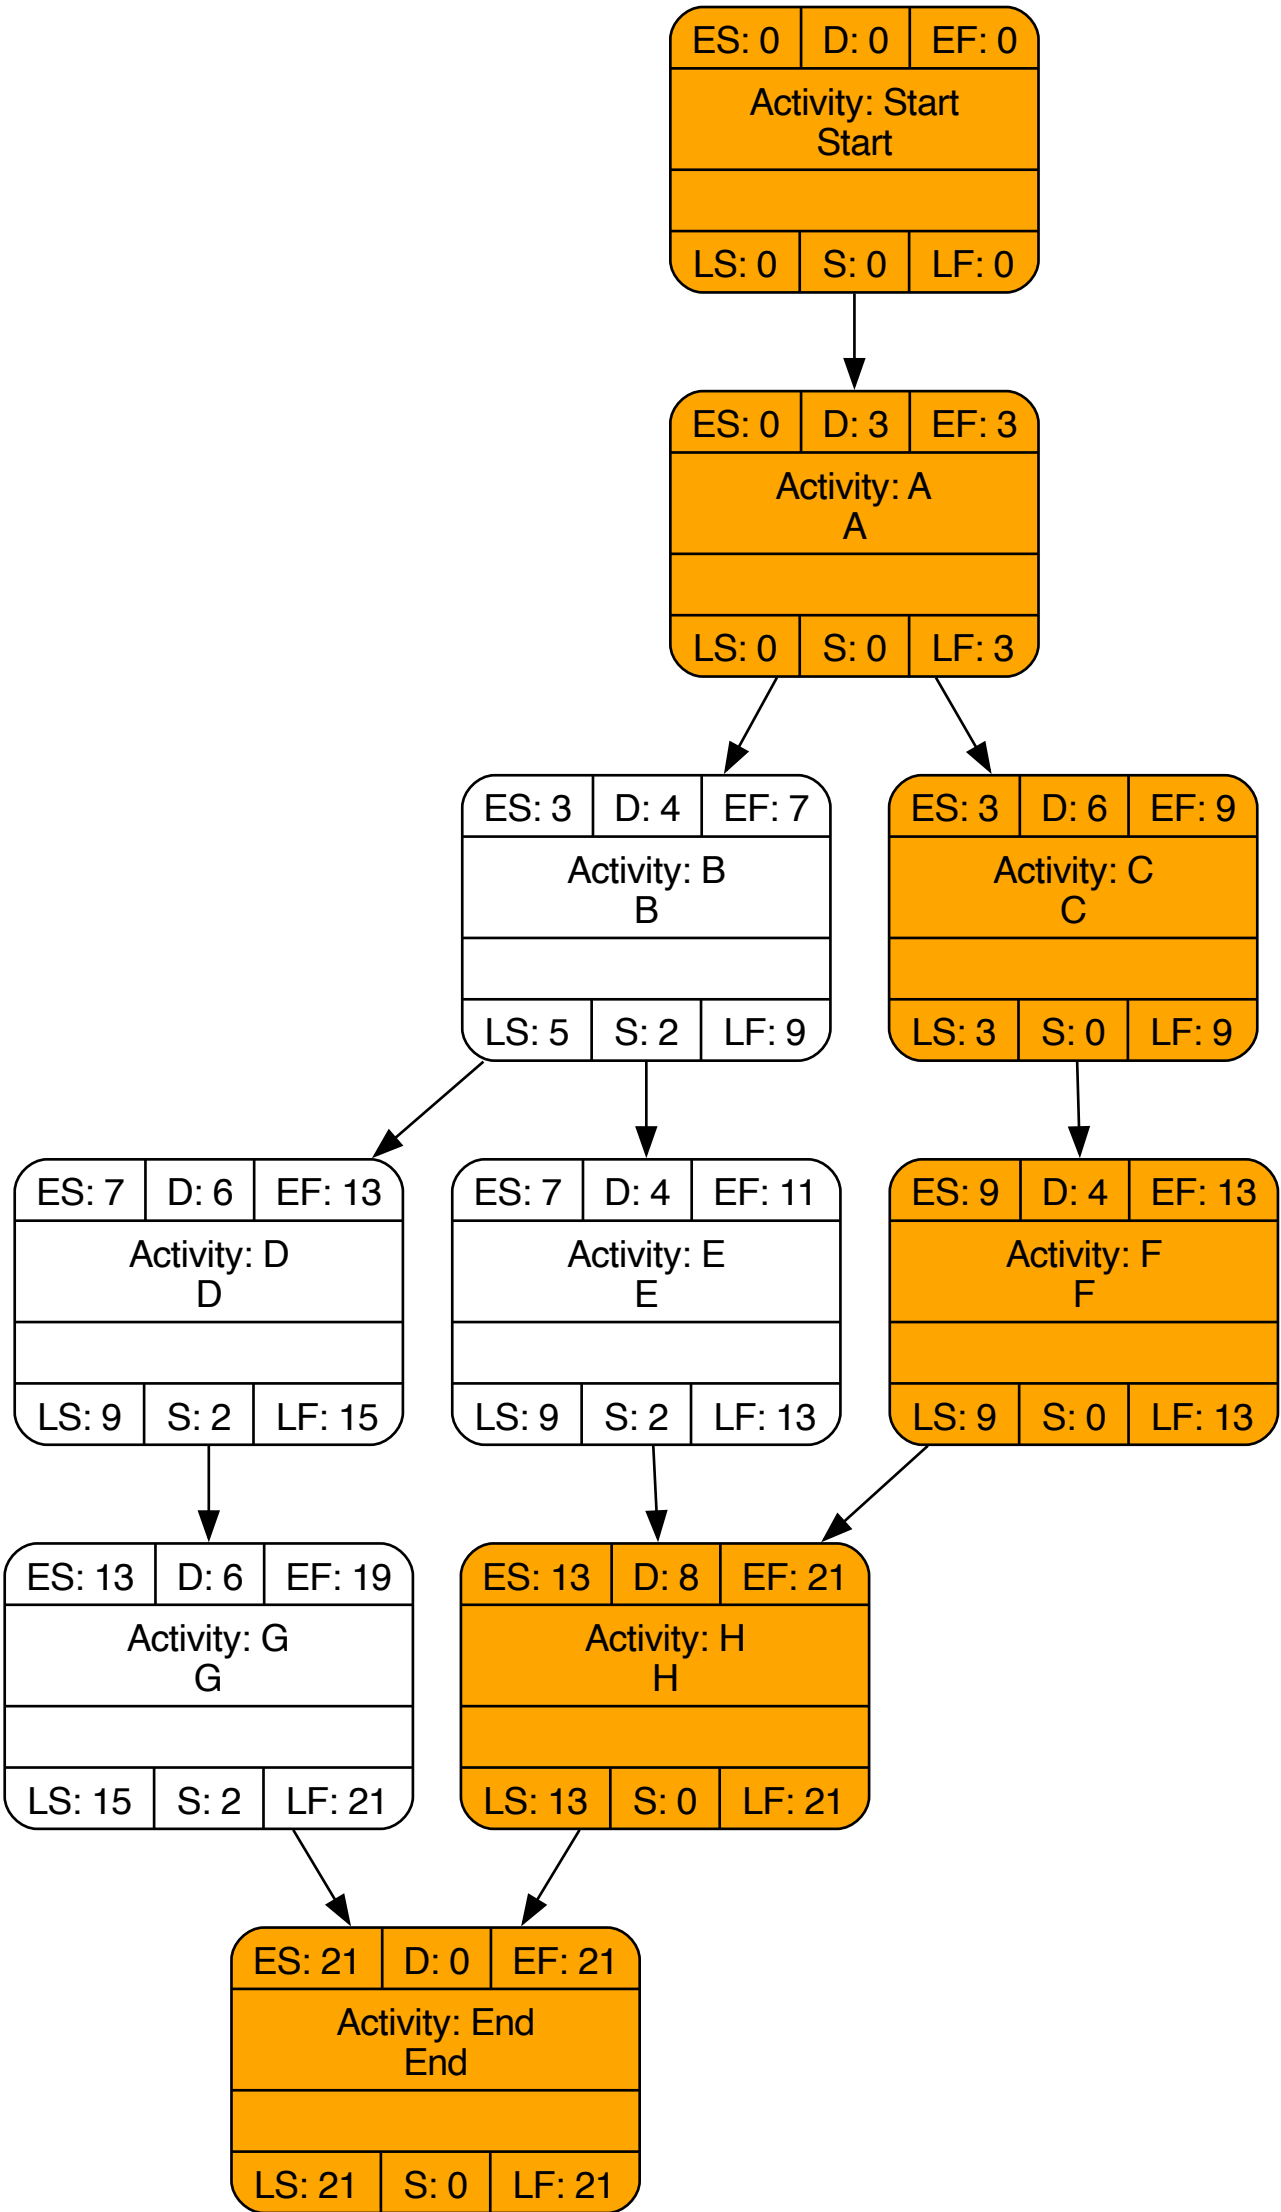 ES: 0 D: 0 EF: 0
Activity: Start
Start
LS: 0 S: 0 LF: 0
ES: 0 D: 3 EF: 3
Activity: A
A
LS: 0 S: 0 LF: 3
ES: 3 D: 4 EF: 7
Activity: B
B
LS: 5 S: 2 LF: 9
ES: 3 D: 6 EF: 9
Activity: C
C
LS: 3 S: 0 LF: 9
ES: 7 D: 6 EF: 13
Activity: D
D
LS: 9 S: 2 LF: 15
ES: 7 D: 4 EF: 11
Activity: E
E
LS: 9 S: 2 LF: 13
ES: 9 D: 4 EF: 13
Activity: F
F
LS: 9 S: 0 LF: 13
ES: 13 D: 6 EF: 19
Activity: G
G
LS: 15 S: 2 LF: 21
ES: 13 D: 8 EF: 21
Activity: H
H
LS: 13 S: 0 LF: 21
ES: 21 D: 0 EF: 21
Activity: End
End
LS: 21 S: 0 LF: 21